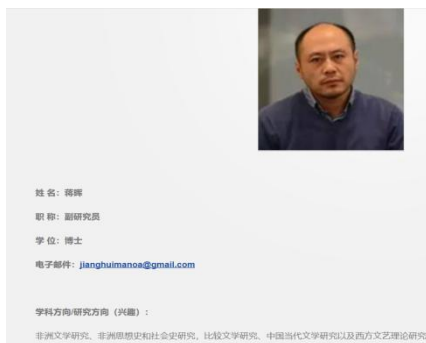 姓 名：蒋晖
职 称：副研究员
学 位：博士
电子邮件：jianghuimanoa@gmail.com
学科方向/研究方向（兴趣）：
非洲文学研究、非洲思想史和社会史研究、比较文学研究、中国当代文学研究以及西方文艺理论研究